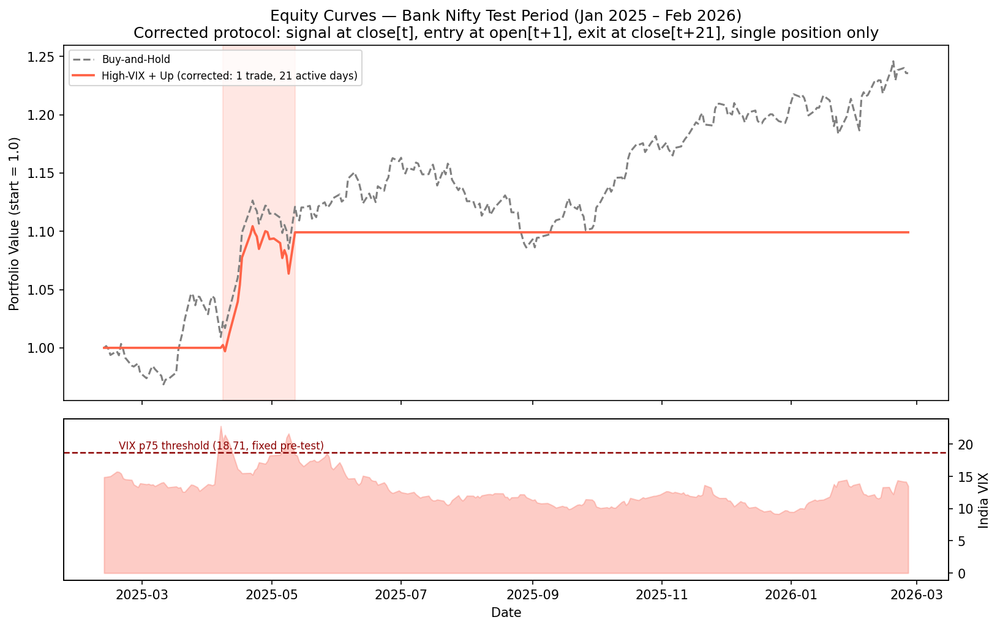 Equity Curves — Bank Nifty Test Period (Jan 2025 – Feb 2026)
Corrected protocol: signal at close[t], entry at open[t+1], exit at close[t+21], single position only
Buy-and-Hold
High-VIX + Up (corrected: 1 trade, 21 active days)
Portfolio Value (start = 1.0)
1.25
1.20
1.15
1.10
1.05
1.00
VIX p75 threshold (18.71, fixed pre-test)
20
15
10
5
0
India VIX
2025-03
2025-05
2025-07
2025-09
2025-11
2026-01
2026-03
Date